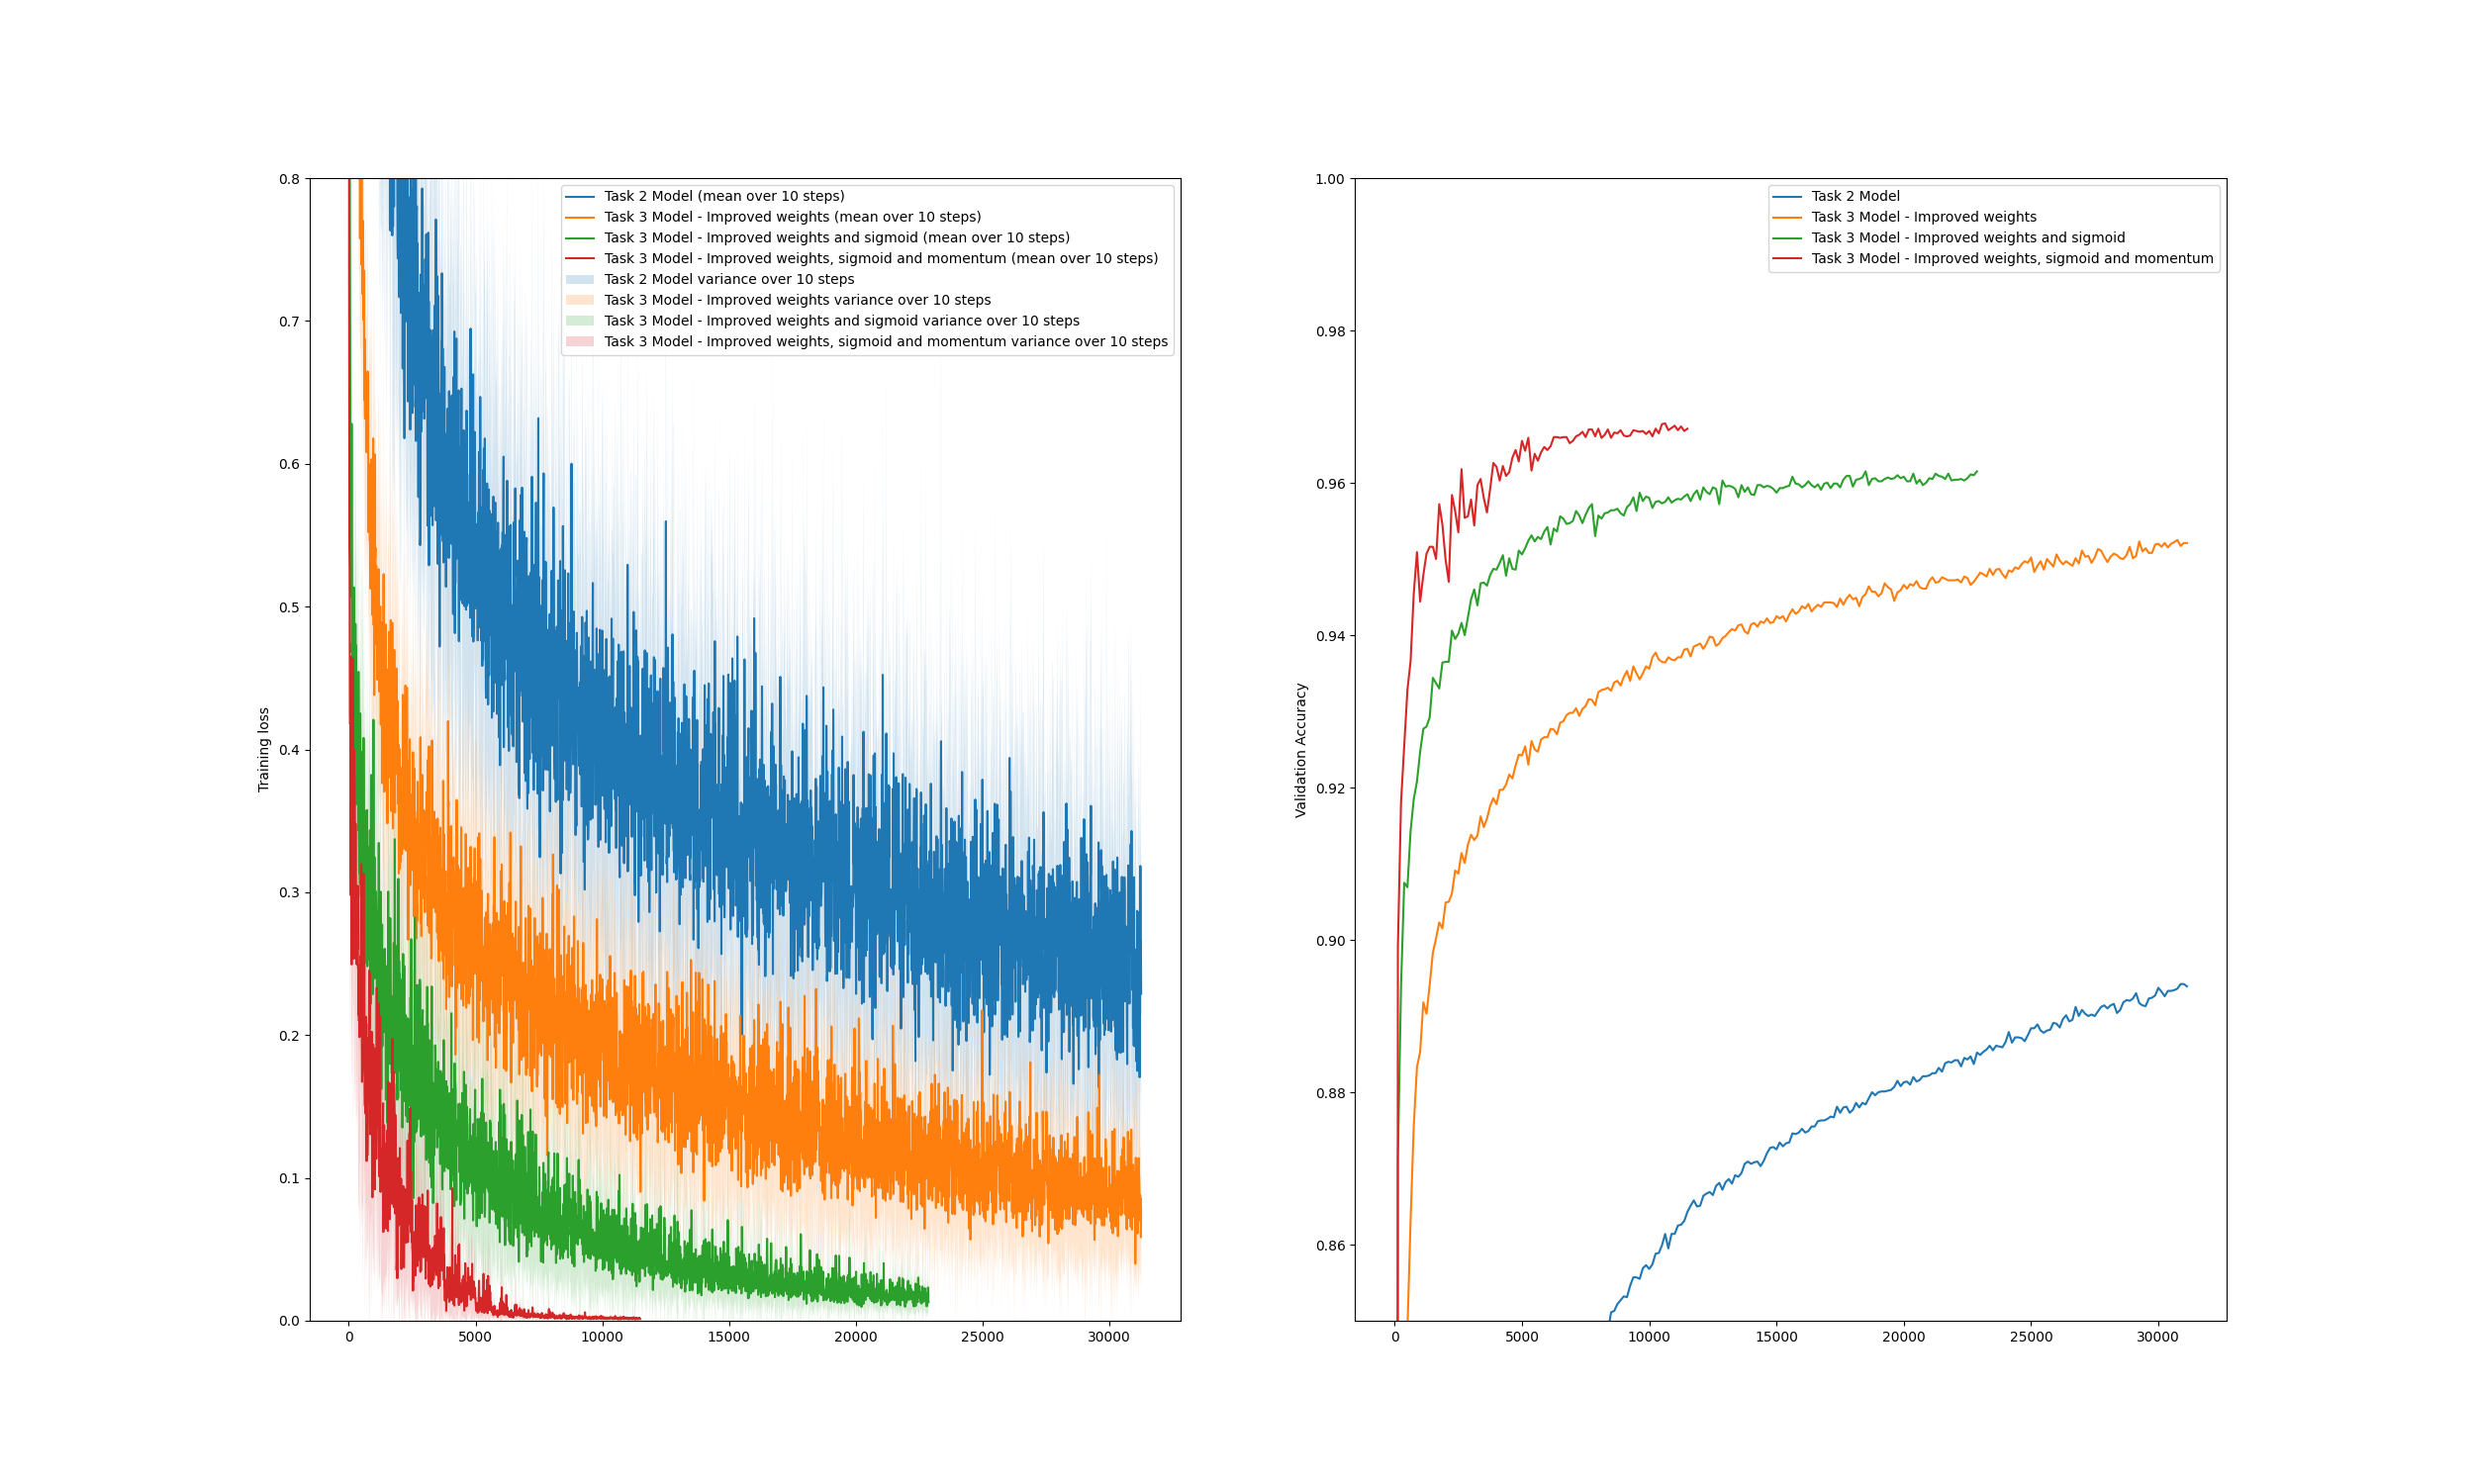 Training loss
0.8
0.7
0.6
0.5
0.4
0.3
0.2
0.1
0.0
0
5000
10000
15000
20000
25000
30000
Task 2 Model (mean over 10 steps)
Task 3 Model - Improved weights (mean over 10 steps)
Task 3 Model - Improved weights and sigmoid (mean over 10 steps)
Task 3 Model - Improved weights, sigmoid and momentum (mean over 10 steps)
Task 2 Model variance over 10 steps
Task 3 Model - Improved weights variance over 10 steps
Task 3 Model - Improved weights and sigmoid variance over 10 steps
Task 3 Model - Improved weights, sigmoid and momentum variance over 10 steps
Validation Accuracy
1.00
0.98
0.96
0.94
0.92
0.90
0.88
0.86
0
5000
10000
15000
20000
25000
30000
Task 2 Model
Task 3 Model - Improved weights
Task 3 Model - Improved weights and sigmoid
Task 3 Model - Improved weights, sigmoid and momentum